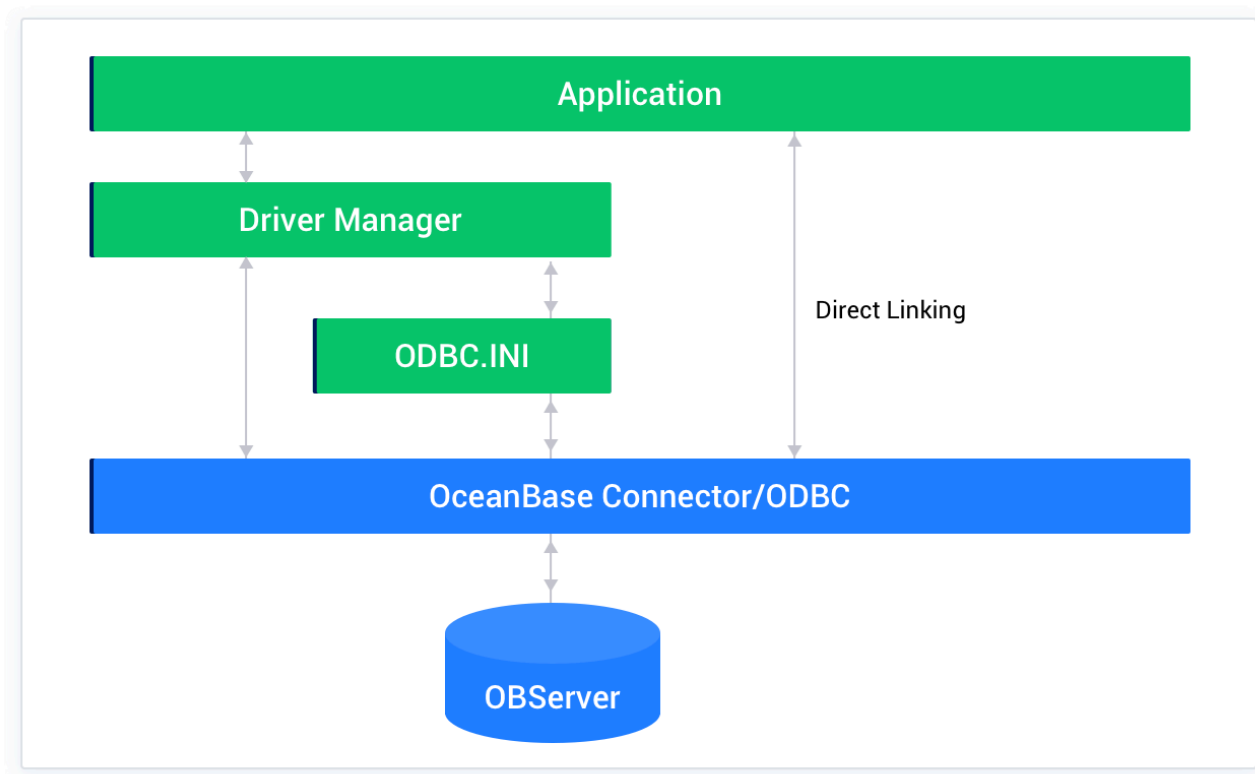 Application
Driver Manager
Direct Linking
ODBC.INI
OceanBase Connector/ODBC
OBServer